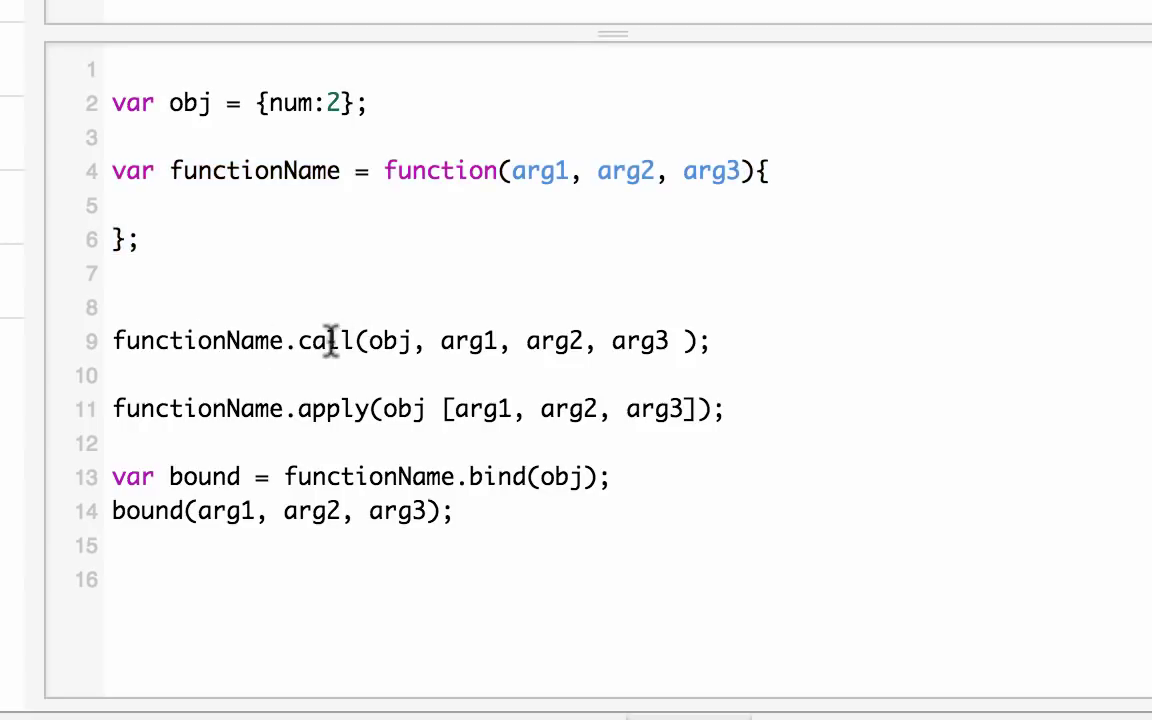 1
2 var obj = {num:2};
3
4 var functionName = function(arg1, arg2, arg3){
5
6 };
7
8
9 functionName.call(obj, arg1, arg2, arg3 );
10
11 functionName.apply(obj [arg1, arg2, arg3]);
12
13 var bound = functionName.bind(obj);
14 bound(arg1, arg2, arg3);
15
16